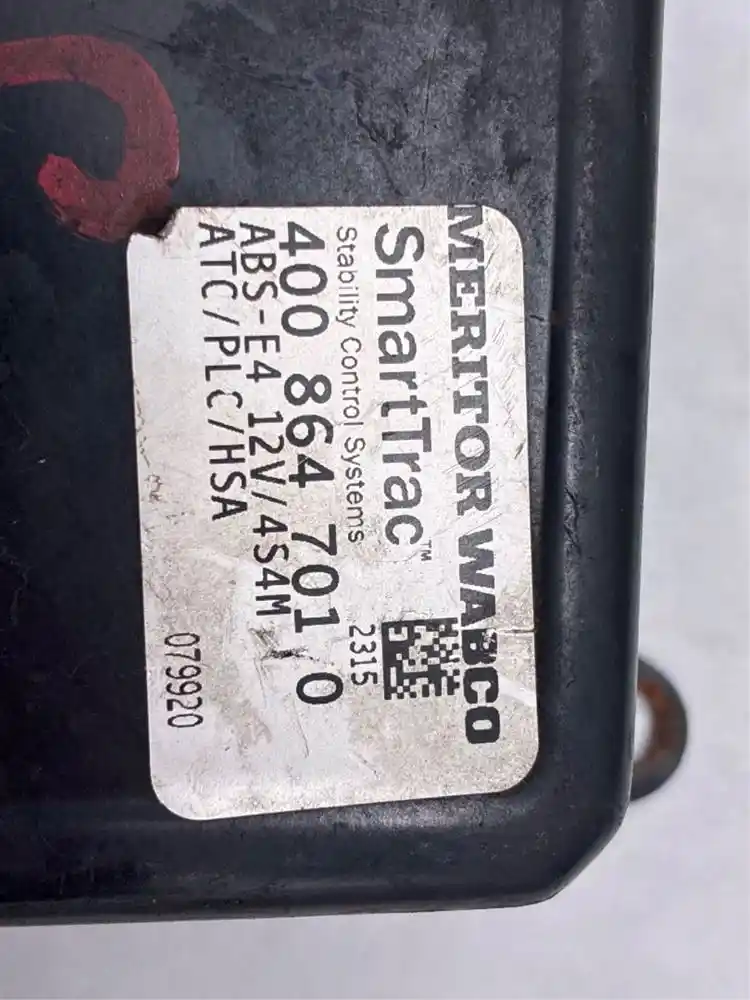 MERITOR WABCO
SmartTrac™
Stability Control Systems
2315
400 864 701 0
ABS-E4 12V/4S4M
ATC/PLC/HSA
079920